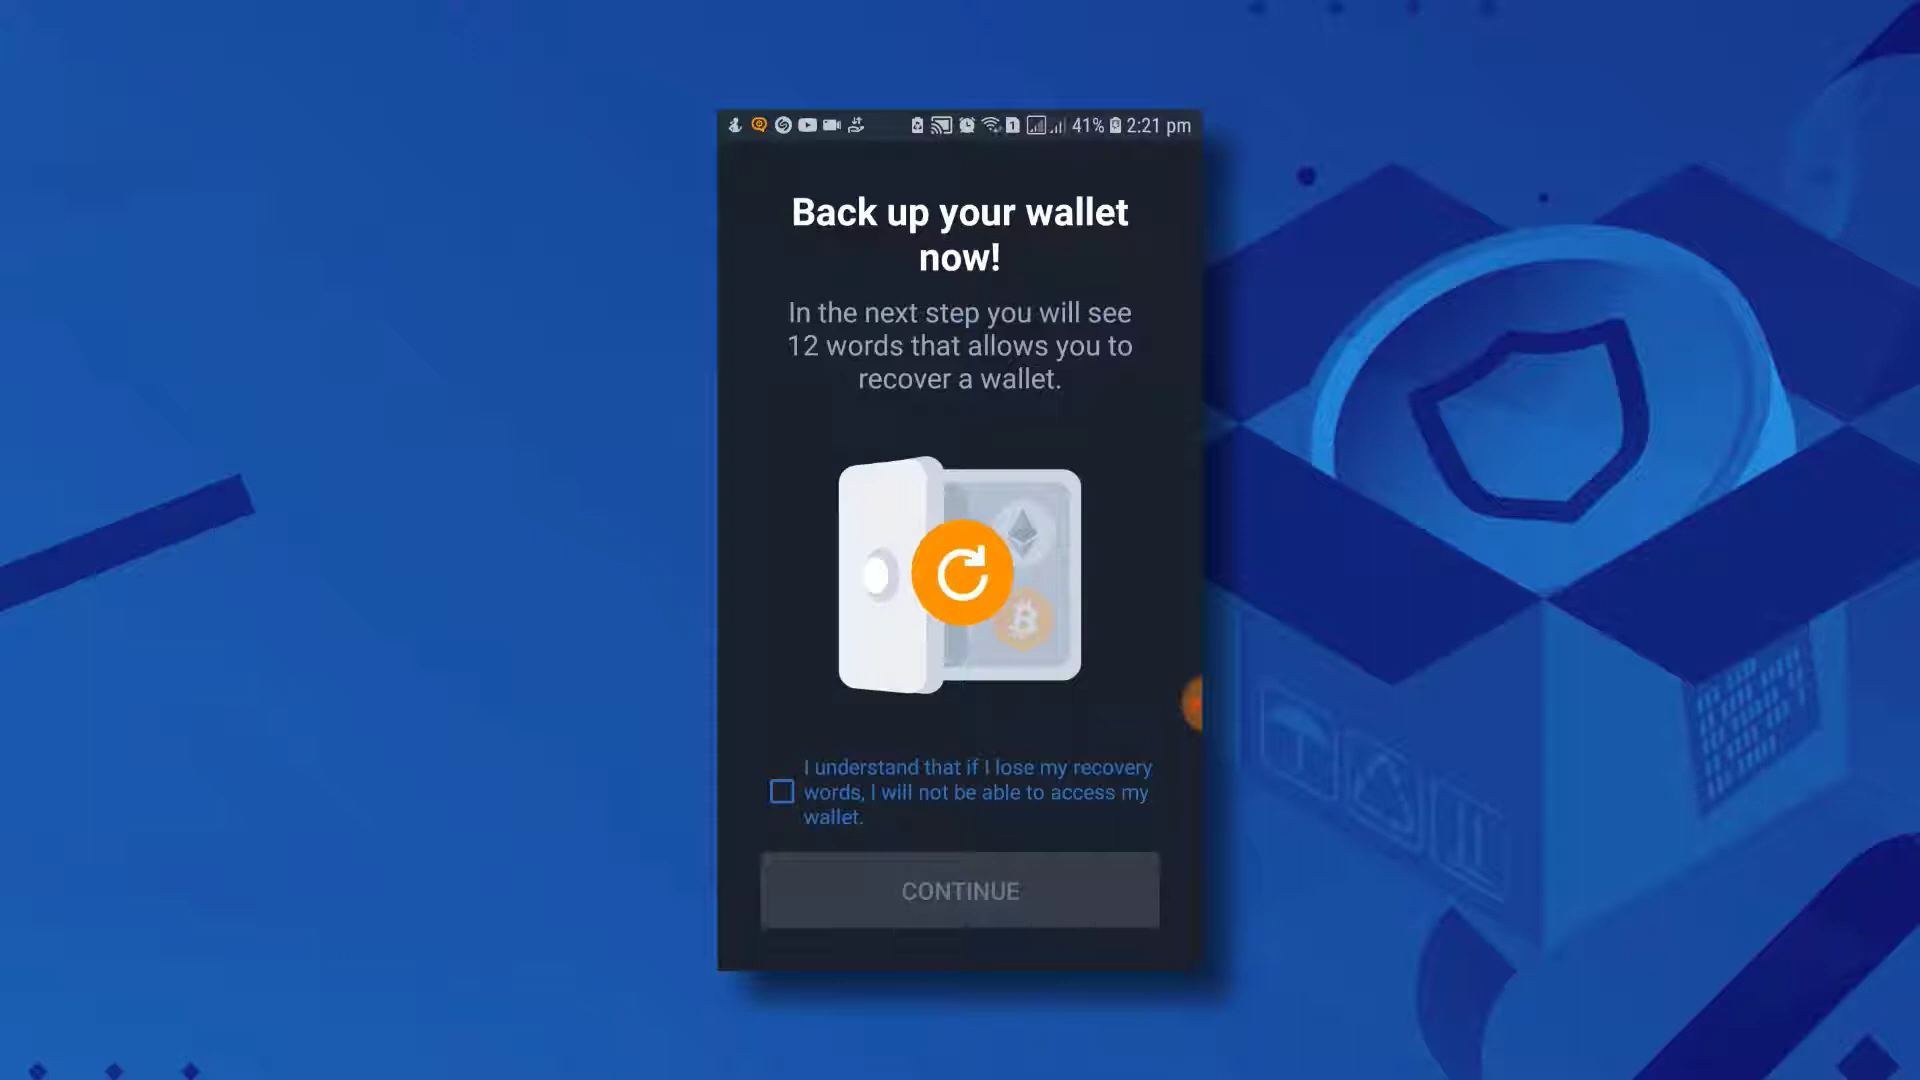 41% 2:21 pm
Back up your wallet
now!
In the next step you will see
12 words that allows you to
recover a wallet.
I understand that if I lose my recovery
words, I will not be able to access my
wallet.
CONTINUE